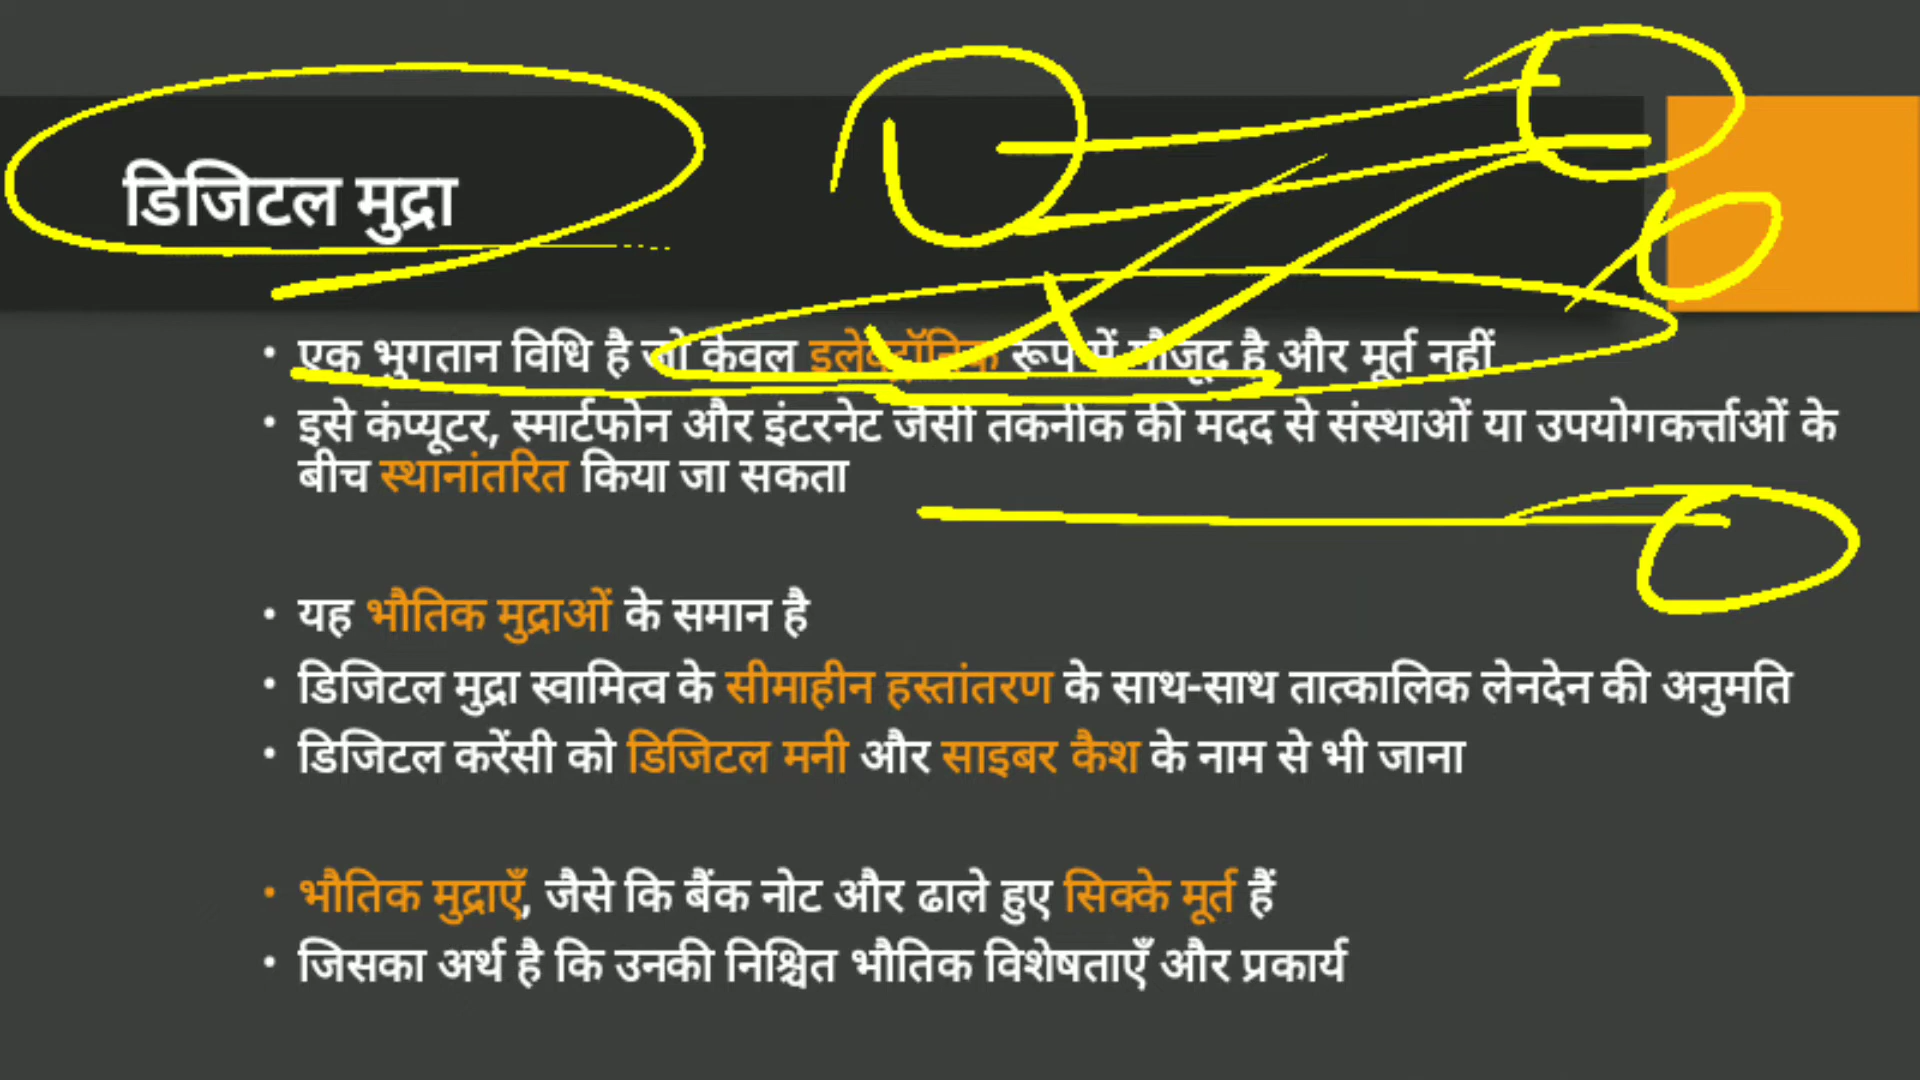 डिजिटल मुद्रा
• एक भुगतान विधि है जो केवल इलेक्ट्रॉनिक रूप में मौजूद है और मूर्त नहीं
• इसे कंप्यूटर, स्मार्टफोन और इंटरनेट जैसी तकनीक की मदद से संस्थाओं या उपयोगकर्त्ताओं के
बीच स्थानांतरित किया जा सकता
• यह भौतिक मुद्राओं के समान है
• डिजिटल मुद्रा स्वामित्व के सीमाहीन हस्तांतरण के साथ-साथ तात्कालिक लेनदेन की अनुमति
• डिजिटल करेंसी को डिजिटल मनी और साइबर कैश के नाम से भी जाना
• भौतिक मुद्राएँ, जैसे कि बैंक नोट और ढाले हुए सिक्के मूर्त हैं
• जिसका अर्थ है कि उनकी निश्चित भौतिक विशेषताएँ और प्रकार्य